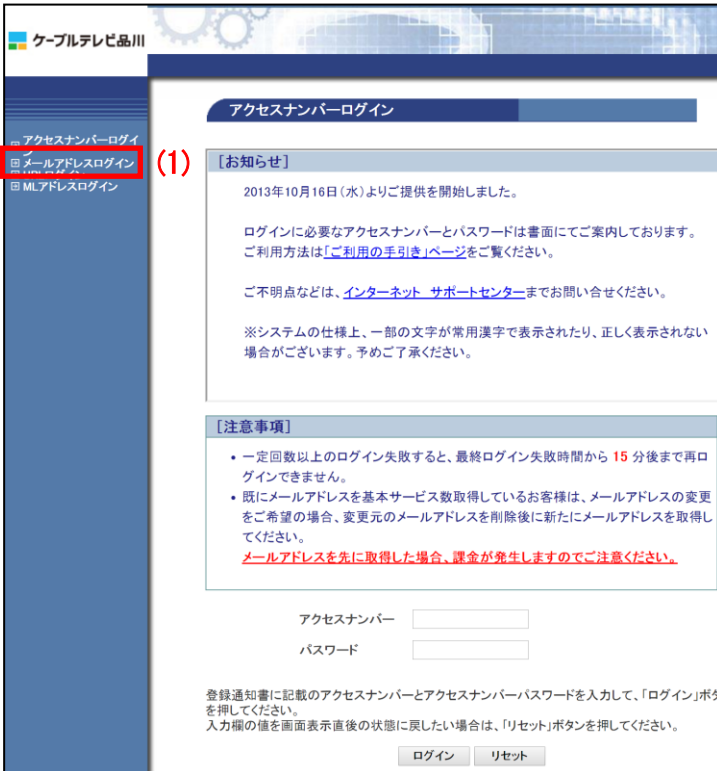 ケーブルテレビ品川
アクセスナンバーログイン
アクセスナンバーログイ
ン
メールアドレスログイン
URLログイン
MLアドレスログイン
(1)
[お知らせ]
2013年10月16日(水)よりご提供を開始しました。
ログインに必要なアクセスナンバーとパスワードは書面にてご案内しております。
ご利用方法は「ご利用の手引き」ページをご覧ください。
ご不明点などは、インターネット サポートセンターまでお問い合せください。
※システムの仕様上、一部の文字が常用漢字で表示されたり、正しく表示されない
場合がございます。予めご了承ください。
[注意事項]
• 一定回数以上のログイン失敗すると、最終ログイン失敗時間から 15 分後まで再ロ
グインできません。
• 既にメールアドレスを基本サービス数取得しているお客様は、メールアドレスの変更
をご希望の場合、変更元のメールアドレスを削除後に新たにメールアドレスを取得し
てください。
メールアドレスを先に取得した場合、課金が発生しますのでご注意ください。
アクセスナンバー
パスワード
登録通知書に記載のアクセスナンバーとアクセスナンバーパスワードを入力して、「ログイン」ボタ
を押してください。
入力欄の値を画面表示直後の状態に戻したい場合は、「リセット」ボタンを押してください。
ログイン リセット